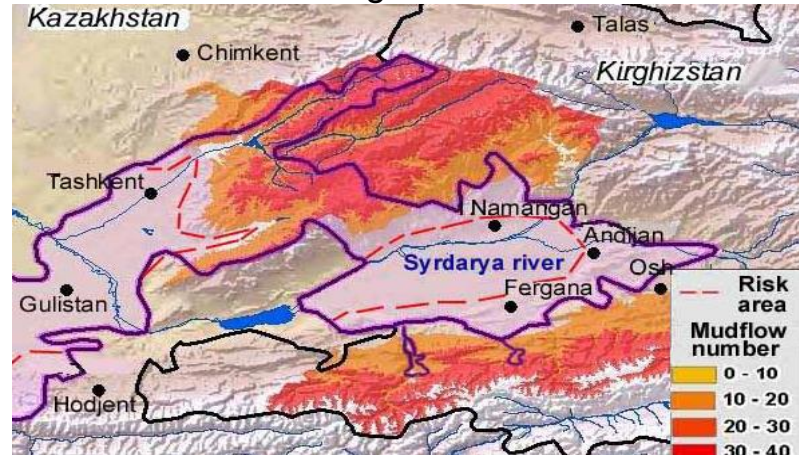 Kazakhstan
Talas
Chimkent
Kirghizstan
Tashkent
Namangan
Andijan
Syrdarya river
Osh
Gulistan
Fergana
Risk
area
Mudflow
number
0 - 10
10 - 20
Hodjent
20 - 30
30 - 40